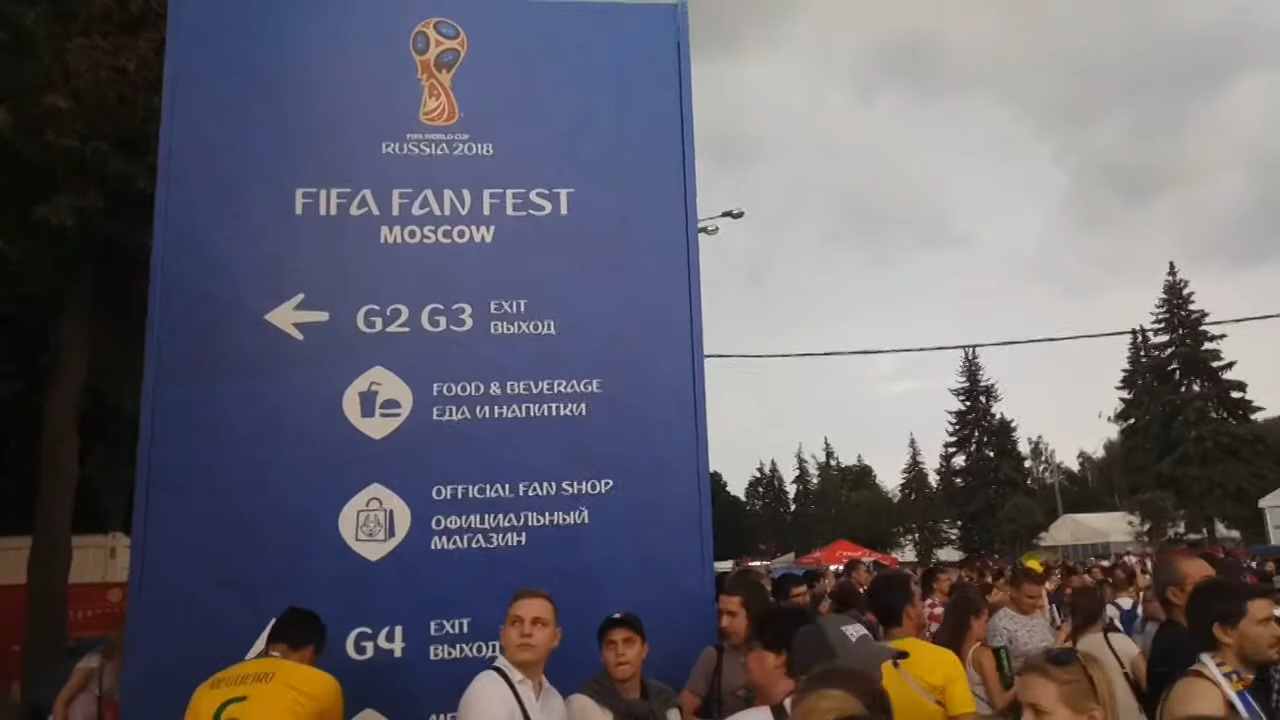 FIFA WORLD CUP
RUSSIA 2018
FIFA FAN FEST
MOSCOW
G2 G3
EXIT
ВЫХОД
FOOD & BEVERAGE
ЕДА И НАПИТКИ
OFFICIAL FAN SHOP
ОФИЦИАЛЬНЫЙ
МАГАЗИН
G4
EXIT
ВЫХОД
6